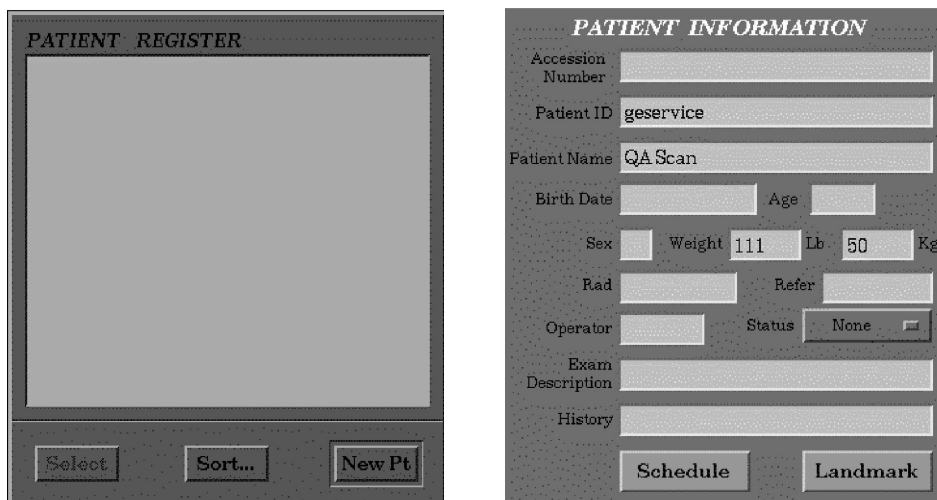 PATIENT REGISTER
Select Sort... New Pt
PATIENT INFORMATION
Accession
Number
Patient ID geservice
Patient Name QA Scan
Birth Date Age
Sex Weight 111 Lb 50 Kg
Rad Refer
Operator Status None
Exam
Description
History
Schedule Landmark